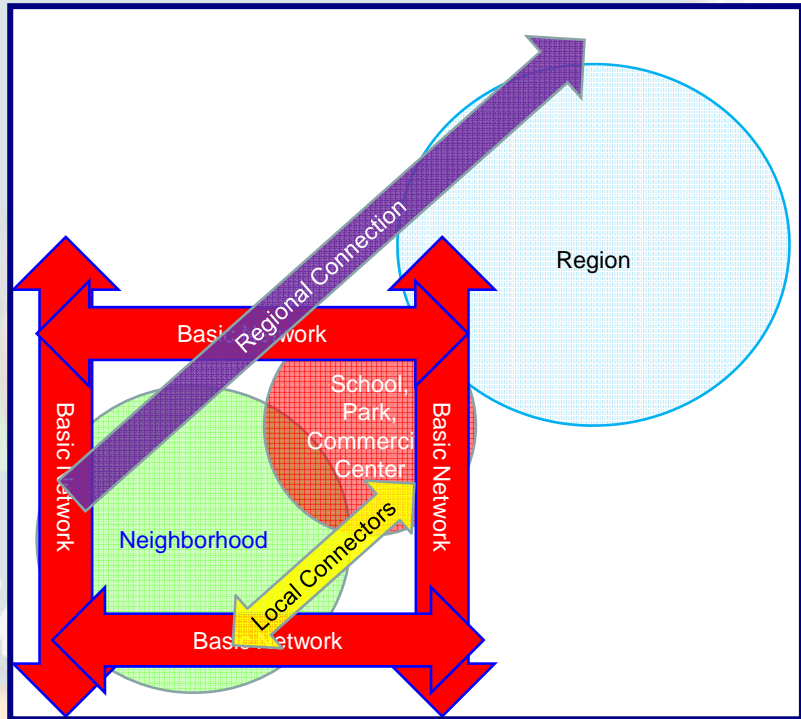 Regional Connection
Region
Basic Network
School,
Park,
Commerci
Center
Basic Network
Basic Network
Neighborhood
Local Connectors
Basic Network